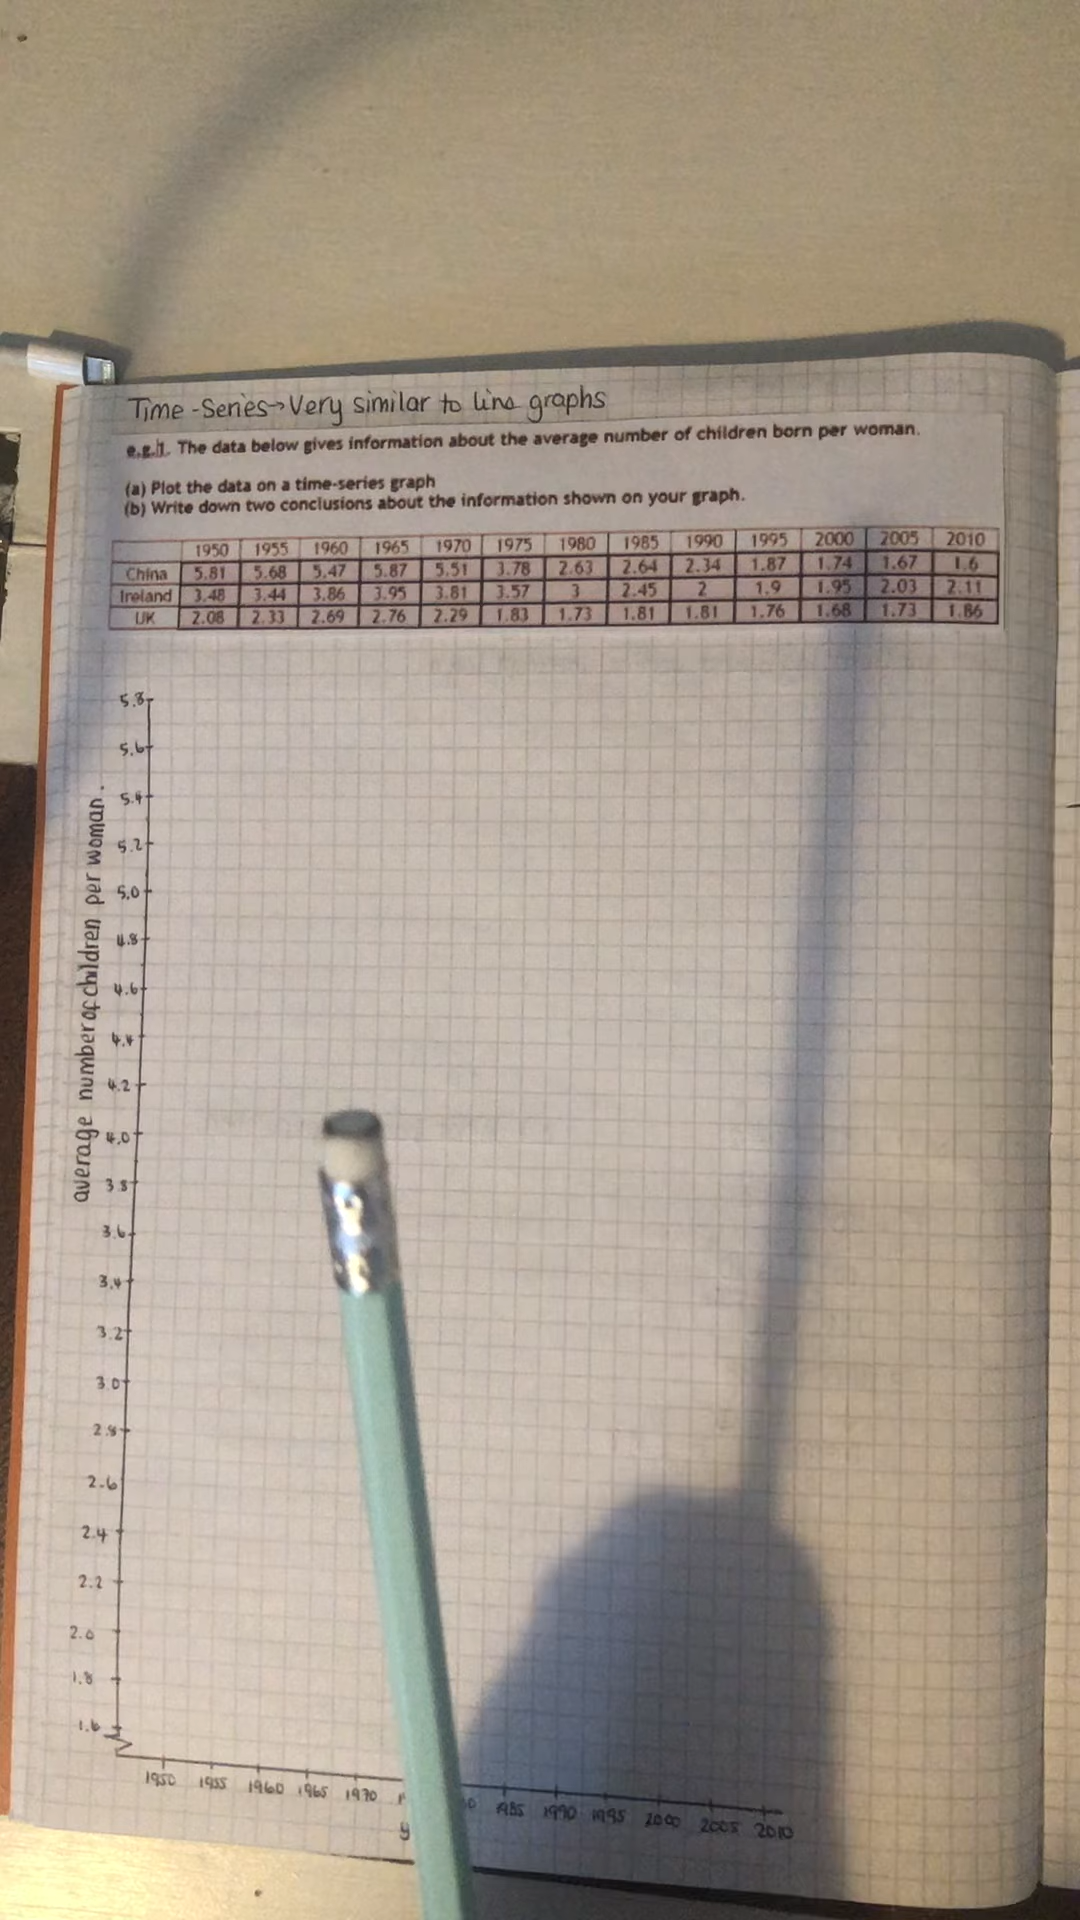 Time-Series→Very similar to line graphs
e.g.1. The data below gives information about the average number of children born per woman.
(a) Plot the data on a time-series graph
(b) Write down two conclusions about the information shown on your graph.
1950 1955 1960 1965 1970 1975 1980 1985 1990 1995 2000 2005 2010
China 5.81 5.68 5.47 5.87 5.51 3.78 2.63 2.64 2.34 1.87 1.74 1.67 1.6
Ireland 3.48 3.44 3.86 3.95 3.81 3.57 3 2.45 2 1.9 1.95 2.03 2.11
UK 2.08 2.33 2.69 2.76 2.29 1.83 1.73 1.81 1.81 1.76 1.68 1.73 1.86
average number of children per woman.
5.8
5.6
5.4
5.2
5.0
4.8
4.6
4.4
4.2
4.0
3.8
3.6
3.4
3.2
3.0
2.8
2.6
2.4
2.2
2.0
1.8
1.6
1950 1955 1960 1965 1970 1985 1990 1995 2000 2005 2010